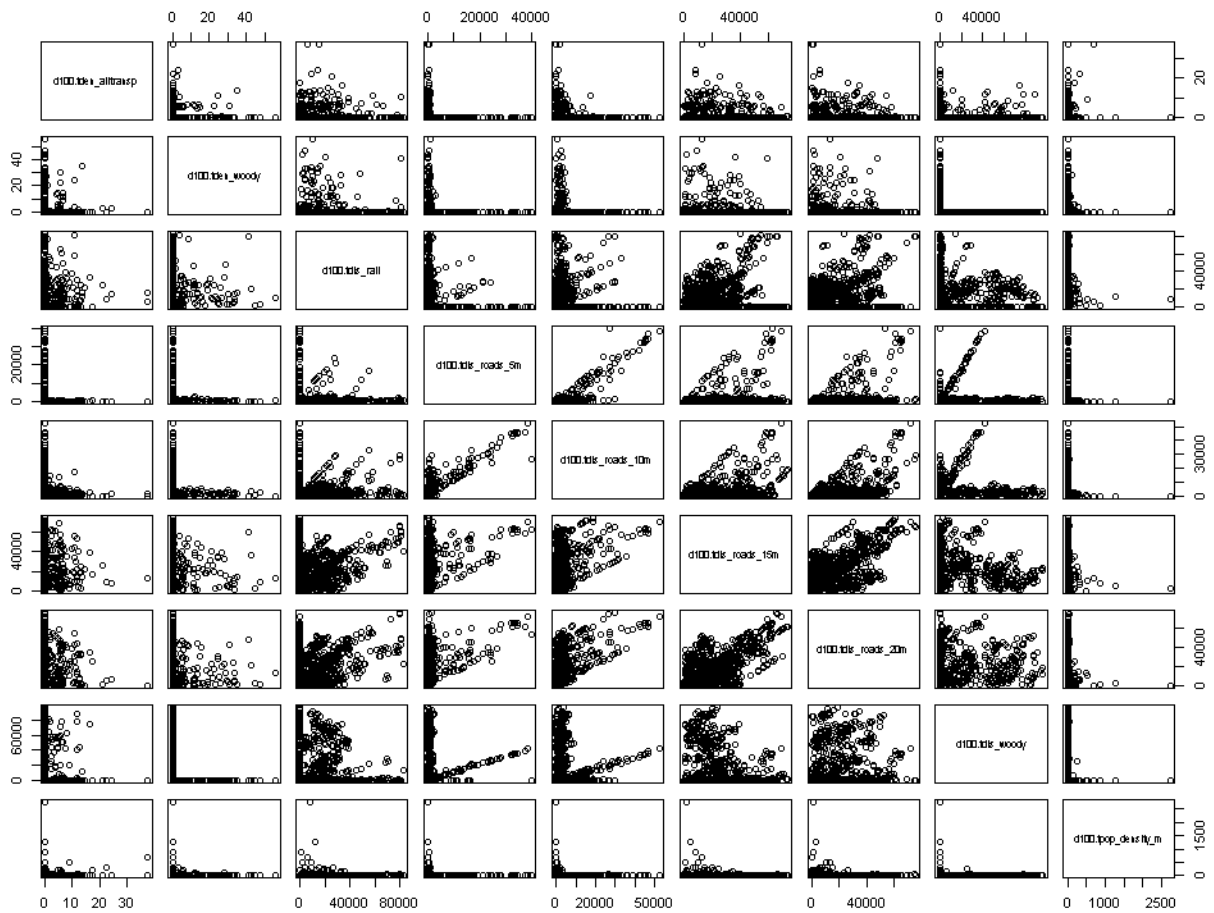 0 20 40 0 20000 40000 0 40000 0 40000
d100.tden_alltransp
20
0
40
20
0
d100.tden_woody
d100.tdis_rail
40000
0
20000
0
d100.tdis_roads_5m
d100.tdis_roads_10m
30000
0
40000
0
d100.tdis_roads_15m
d100.tdis_roads_20m
40000
0
60000
0
d100.tdis_woody
d100.tpop_density_m
1500
0
0 10 30 0 40000 80000 0 20000 50000 0 40000 0 1000 2500